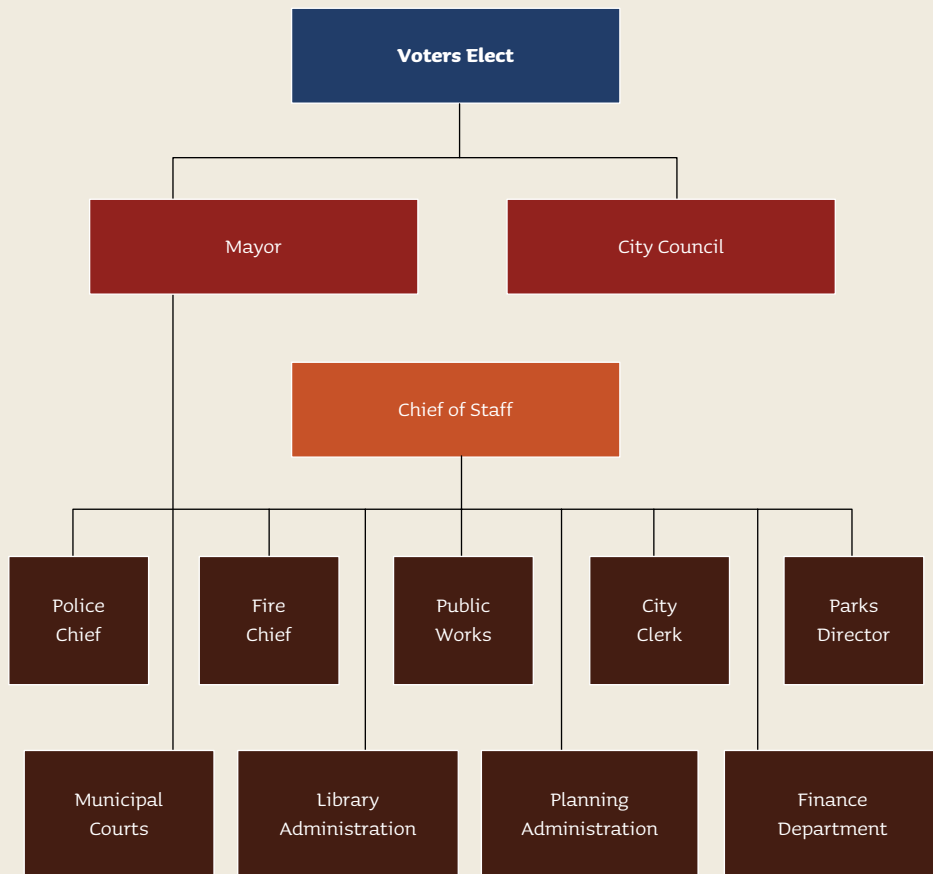 Voters Elect
Mayor
City Council
Chief of Staff
Police
Chief
Fire
Chief
Public
Works
City
Clerk
Parks
Director
Municipal
Courts
Library
Administration
Planning
Administration
Finance
Department